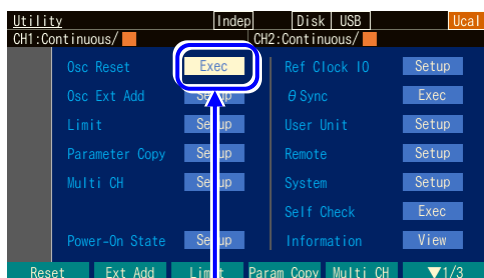 Utility Indep Disk USB Ucal
CH1:Continuous/ CH2:Continuous/
Osc Reset Exec Ref Clock IO Setup
Osc Ext Add Setup θSync Exec
Limit Setup User Unit Setup
Parameter Copy Setup Remote Setup
Multi CH Setup System Setup
Self Check Exec
Power-On State Setup Information View
Reset Ext Add Limit Param Copy Multi CH ▼1/3